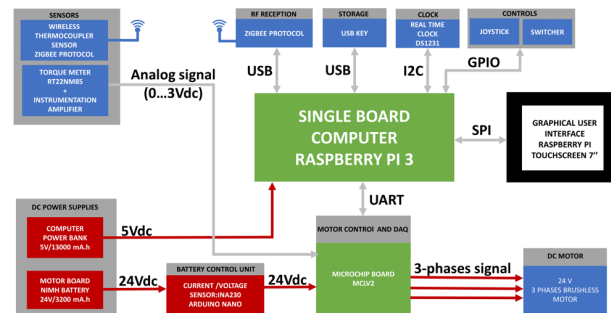 SENSORS
WIRELESS
THERMOCOUPLER
SENSOR
ZIGBEE PROTOCOL
TORQUE METER
RT22NM8S
+
INSTRUMENTATION
AMPLIFIER
RF RECEPTION
ZIGBEE PROTOCOL
STORAGE
USB KEY
CLOCK
REAL TIME
CLOCK
DS1231
CONTROLS
JOYSTICK
SWITCHER
Analog signal
(0...3Vdc)
USB
USB
I2C
GPIO
SINGLE BOARD
COMPUTER
RASPBERRY PI 3
SPI
GRAPHICAL USER
INTERFACE
RASPBERRY PI
TOUCHSCREEN 7''
UART
DC POWER SUPPLIES
COMPUTER
POWER BANK
5V/13000 mA.h
5Vdc
MOTOR BOARD
NIMH BATTERY
24V/3200 mA.h
24Vdc
BATTERY CONTROL UNIT
CURRENT /VOLTAGE
SENSOR:INA230
ARDUINO NANO
24Vdc
MOTOR CONTROL AND DAQ
MICROCHIP BOARD
MCLV2
3-phases signal
DC MOTOR
24 V
3 PHASES BRUSHLESS
MOTOR